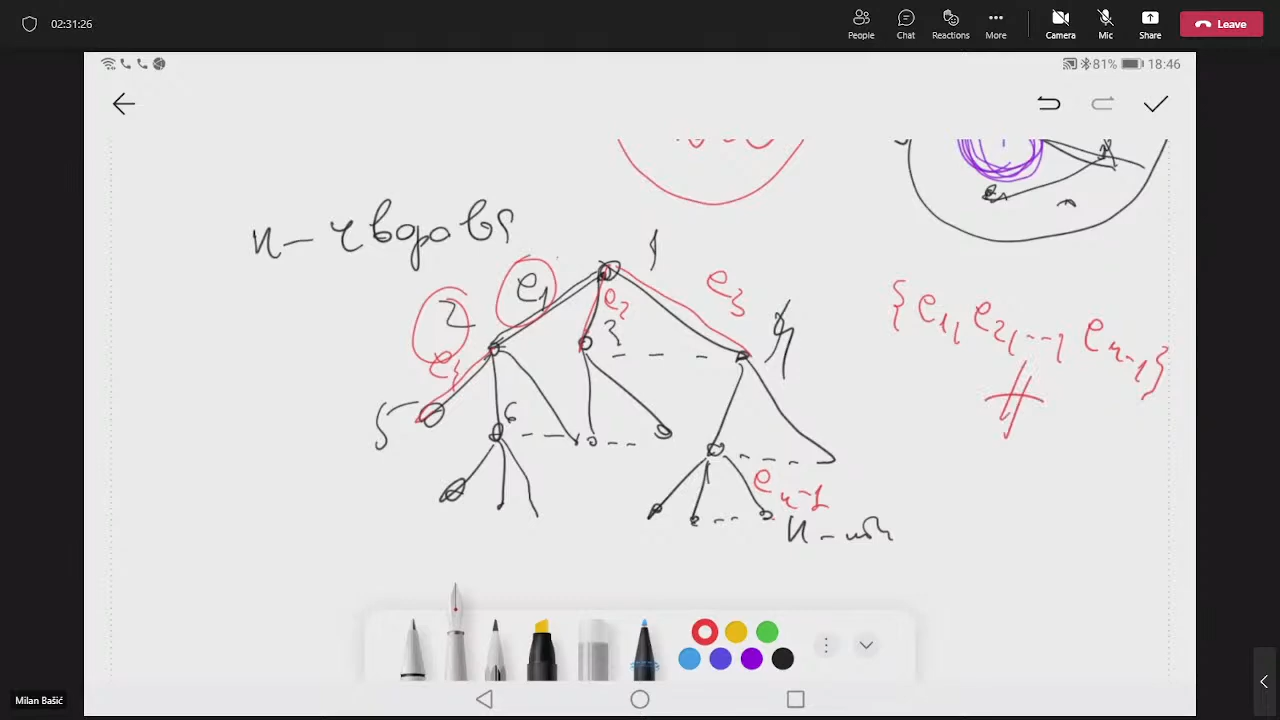 02:31:26
People Chat Reactions More Camera Mic Share Leave
81% 18:46
n - чворова
1
e1 e2 e3
2 3 4
{e1, e2, ..., en-1}
e4
5 6
en-1
n-ти
Milan Bašić